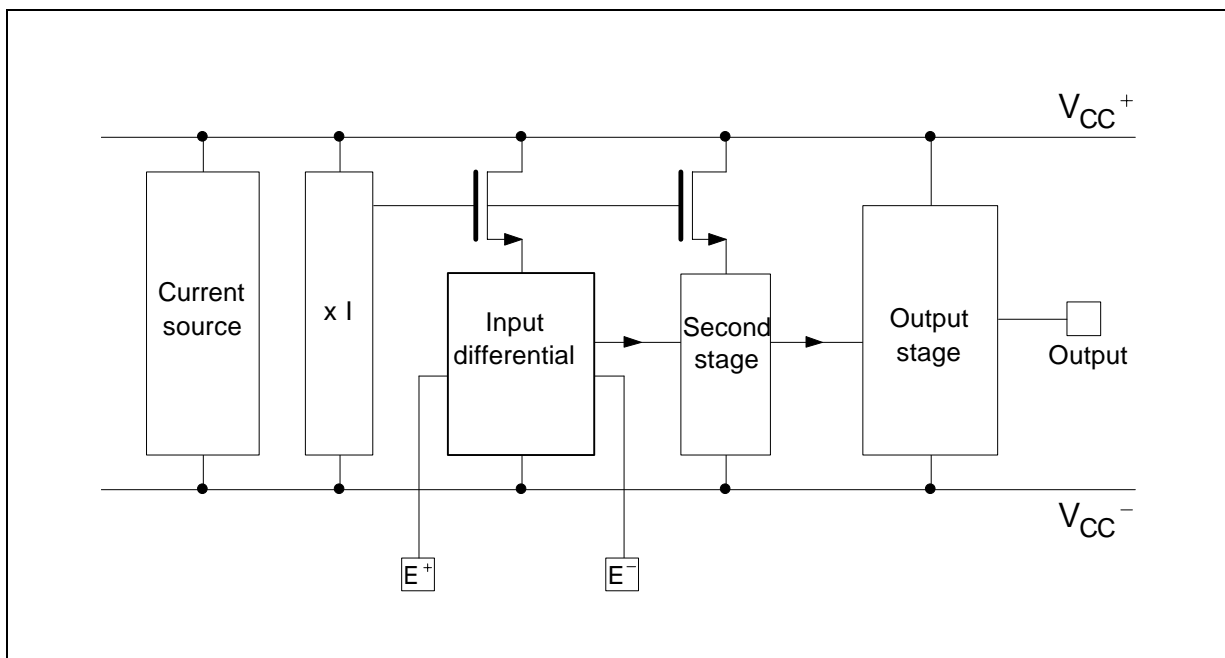 VCC+
Current
source
x I
Input
differential
Second
stage
Output
stage
Output
VCC−
E+
E−